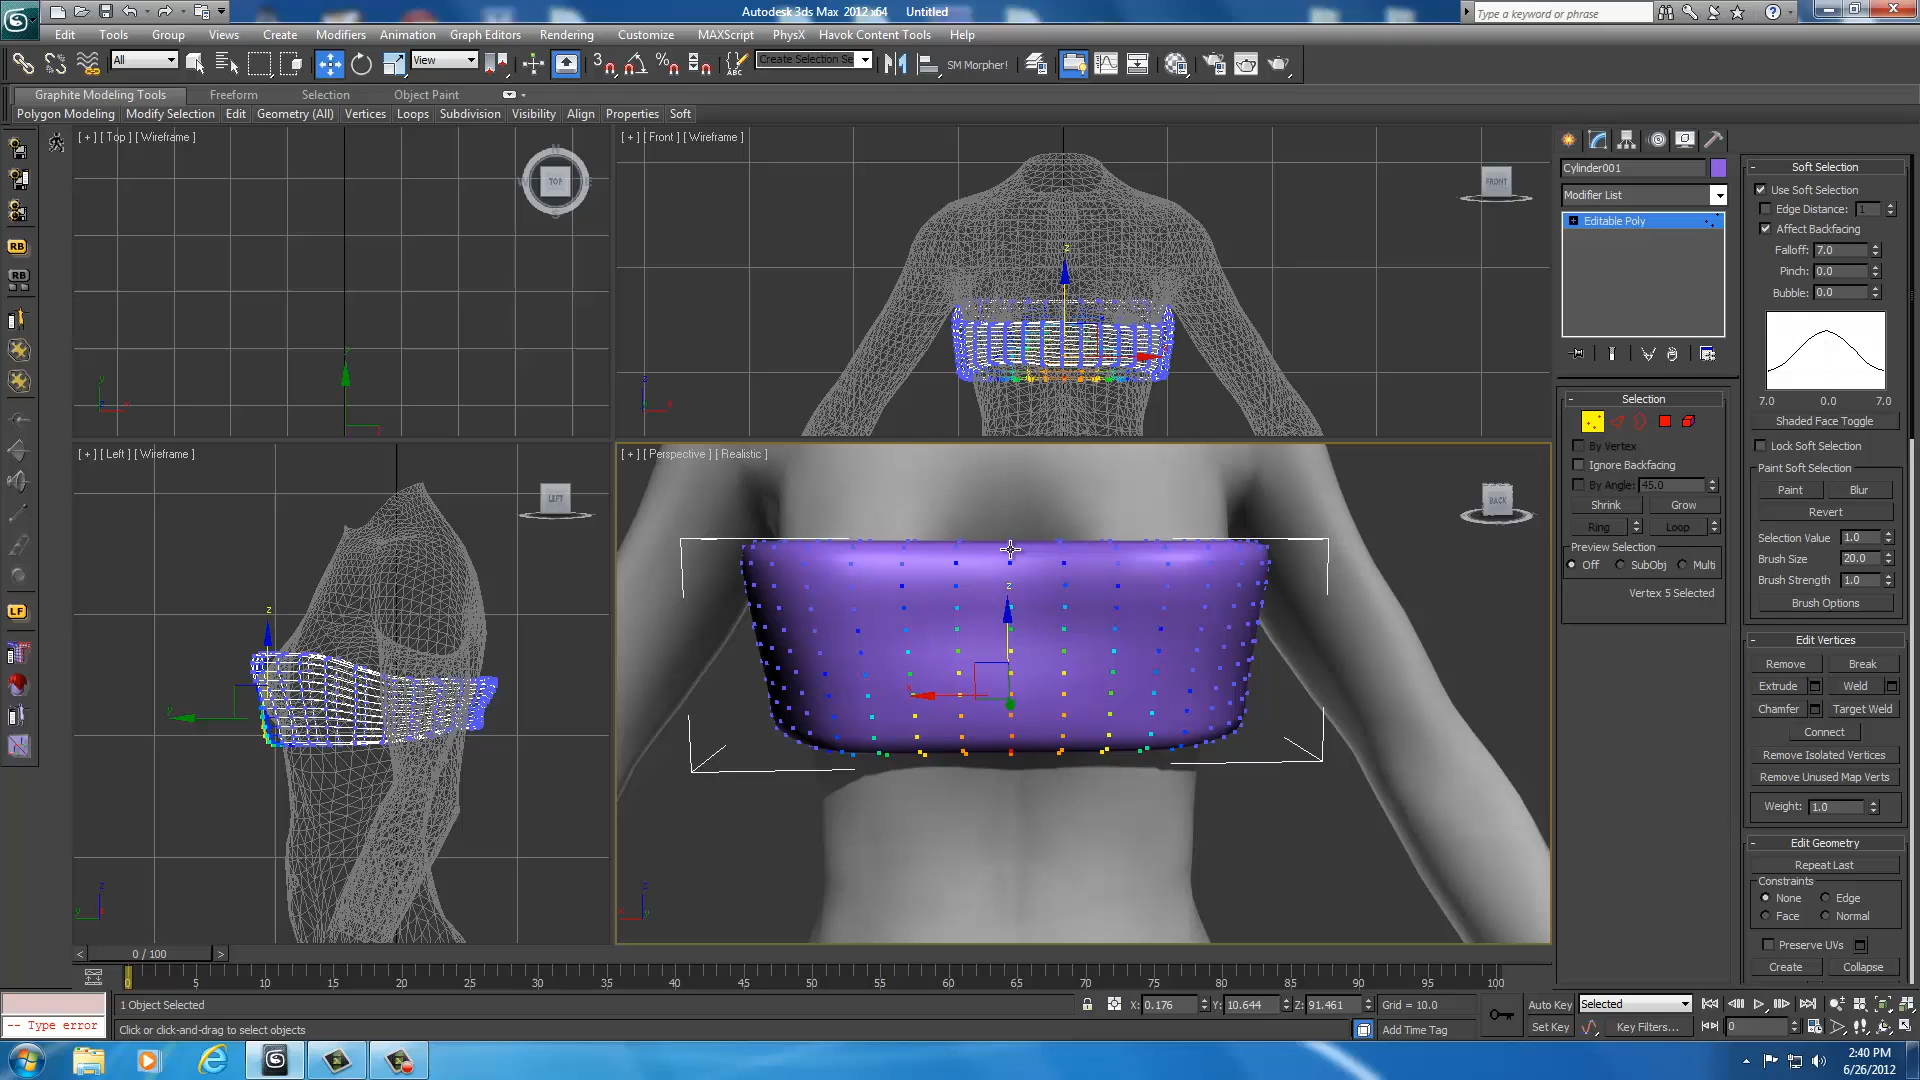 Autodesk 3ds Max 2012 x64 Untitled
Type a keyword or phrase
Edit Tools Group Views Create Modifiers Animation Graph Editors Rendering Customize MAXScript PhysX Havok Content Tools Help
All View Create Selection Se SM Morpher!
Graphite Modeling Tools Freeform Selection Object Paint
Polygon Modeling Modify Selection Edit Geometry (All) Vertices Loops Subdivision Visibility Align Properties Soft
[ + ] [ Top ] [ Wireframe ]
TOP
[ + ] [ Front ] [ Wireframe ]
FRONT
[ + ] [ Left ] [ Wireframe ]
LEFT
[ + ] [ Perspective ] [ Realistic ]
BACK
RB
RB
LF
Cylinder001
Modifier List
Editable Poly
Selection
By Vertex
Ignore Backfacing
By Angle: 45.0
Shrink Grow
Ring Loop
Preview Selection
Off SubObj Multi
Vertex 5 Selected
Soft Selection
Use Soft Selection
Edge Distance: 1
Affect Backfacing
Falloff: 7.0
Pinch: 0.0
Bubble: 0.0
7.0 0.0 7.0
Shaded Face Toggle
Lock Soft Selection
Paint Soft Selection
Paint Blur
Revert
Selection Value 1.0
Brush Size 20.0
Brush Strength 1.0
Brush Options
Edit Vertices
Remove Break
Extrude Weld
Chamfer Target Weld
Connect
Remove Isolated Vertices
Remove Unused Map Verts
Weight: 1.0
Edit Geometry
Repeat Last
Constraints
None Edge
Face Normal
Preserve UVs
Create Collapse
< 0 / 100 >
0 5 10 15 20 25 30 35 40 45 50 55 60 65 70 75 80 85 90 95 100
1 Object Selected X: 0.176 Y: 10.644 Z: 91.461 Grid = 10.0 Auto Key Selected
-- Type error Click or click-and-drag to select objects Add Time Tag Set Key Key Filters... 0
2:40 PM
6/26/2012